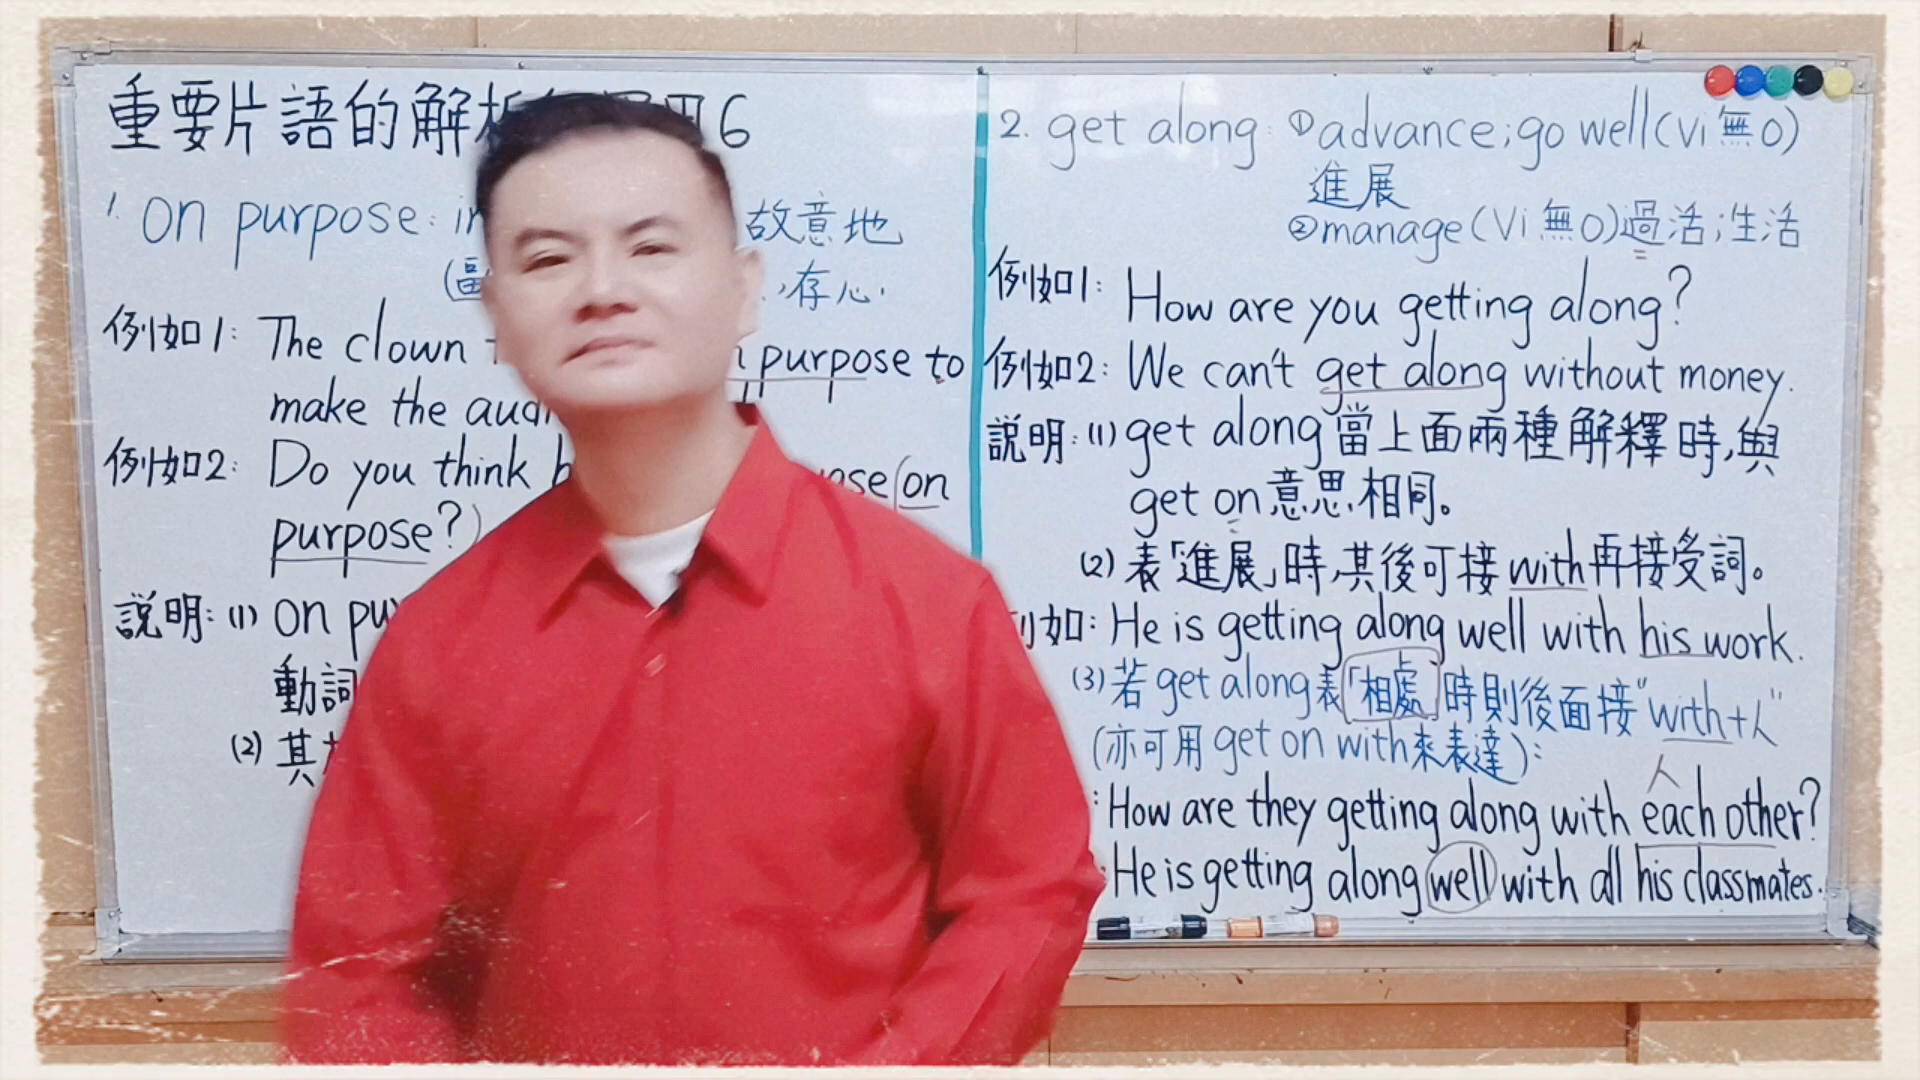 重要片語的解 6
1. on purpose: 故意地
存心
例如1: The clown purpose to
make the
例如2: Do you think on
purpose?)
說明: (1) on
動詞
(2) 其
2. get along: ① advance; go well (Vi 無O)
進展
② manage (Vi 無O) 過活; 生活
例如1: How are you getting along?
例如2: We can't get along without money.
說明: (1) get along 當上面兩種解釋時,與
get on 意思相同。
(2) 表「進展」時,其後可接 with 再接受詞。
如: He is getting along well with his work.
(3) 若 get along 表「相處」時則後面接 "with+人"
(亦可用 get on with 來表達):
人
: How are they getting along with each other?
: He is getting along well with all his classmates.